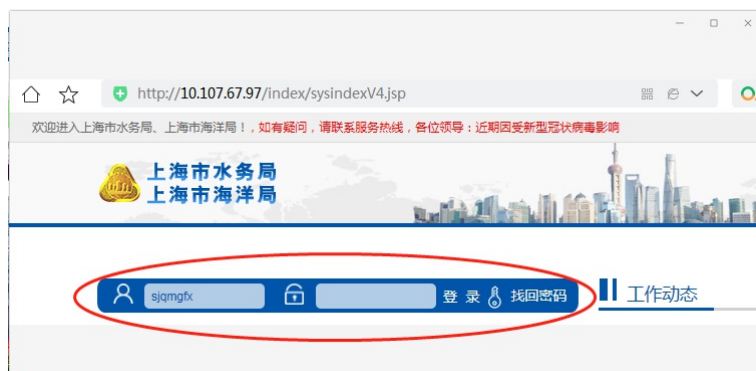 http://10.107.67.97/index/sysindexV4.jsp
欢迎进入上海市水务局、上海市海洋局！，如有疑问，请联系服务热线，各位领导：近期因受新型冠状病毒影响
上海市水务局
上海市海洋局
sjqmgfx 登 录 找回密码
工作动态